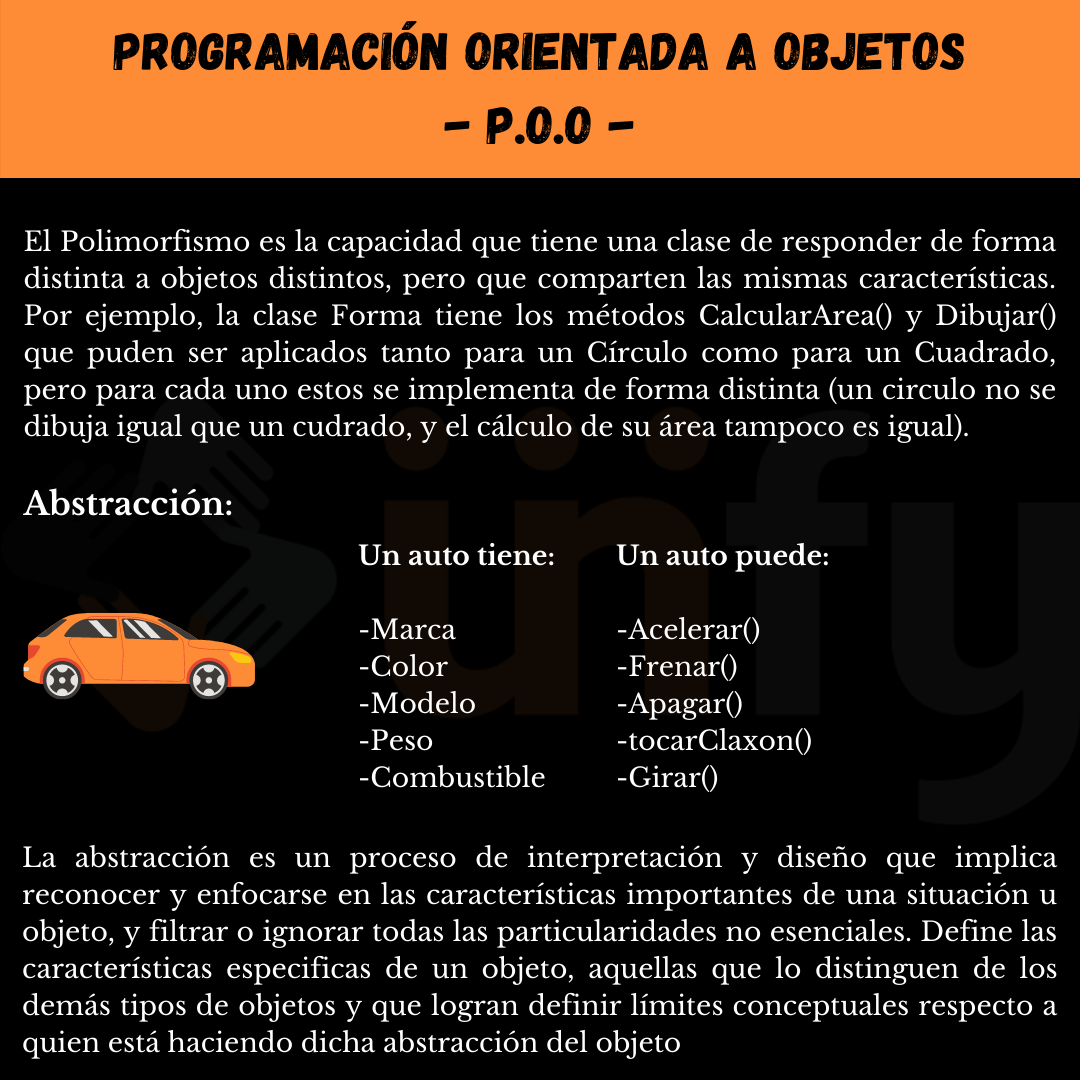 PROGRAMACIÓN ORIENTADA A OBJETOS
- P.O.O -
El Polimorfismo es la capacidad que tiene una clase de responder de forma
distinta a objetos distintos, pero que comparten las mismas características.
Por ejemplo, la clase Forma tiene los métodos CalcularArea() y Dibujar()
que puden ser aplicados tanto para un Círculo como para un Cuadrado,
pero para cada uno estos se implementa de forma distinta (un circulo no se
dibuja igual que un cudrado, y el cálculo de su área tampoco es igual).
Abstracción:
Un auto tiene:
-Marca
-Color
-Modelo
-Peso
-Combustible
Un auto puede:
-Acelerar()
-Frenar()
-Apagar()
-tocarClaxon()
-Girar()
La abstracción es un proceso de interpretación y diseño que implica
reconocer y enfocarse en las características importantes de una situación u
objeto, y filtrar o ignorar todas las particularidades no esenciales. Define las
características especificas de un objeto, aquellas que lo distinguen de los
demás tipos de objetos y que logran definir límites conceptuales respecto a
quien está haciendo dicha abstracción del objeto